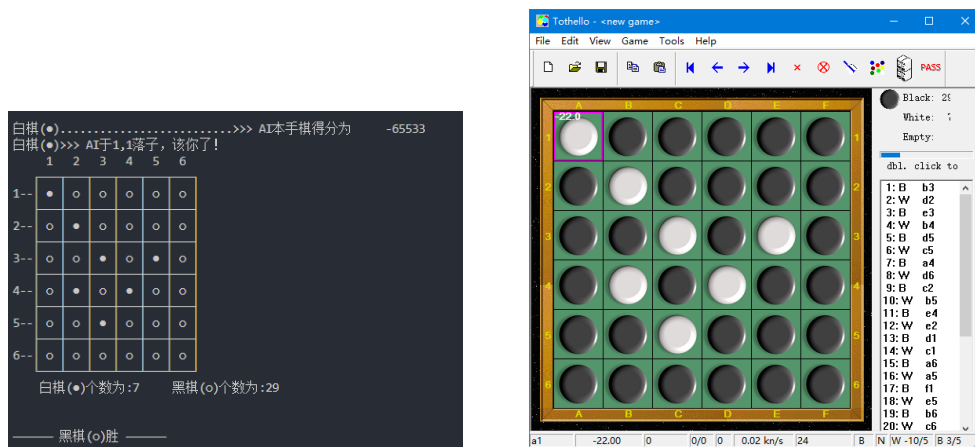 白棋(●)..........................>>> AI本手棋得分为 -65533
白棋(●)>>> AI于1,1落子，该你了!
1 2 3 4 5 6
1-- ● ○ ○ ○ ○ ○
2-- ○ ● ○ ○ ○ ○
3-- ○ ○ ● ○ ● ○
4-- ○ ● ○ ● ○ ○
5-- ○ ○ ● ○ ○ ○
6-- ○ ○ ○ ○ ○ ○
白棋(●)个数为:7 黑棋(○)个数为:29
—— 黑棋(○)胜 ——
Tothello - <new game>
File Edit View Game Tools Help
PASS
A B C D E F
-22.0
1 1
2 2
3 3
4 4
5 5
6 6
A B C D E F
Black: 29
White:
Empty:
dbl. click to
1: B b3
2: W d2
3: B e3
4: W b4
5: B d5
6: W c5
7: B a4
8: W d6
9: B c2
10: W b5
11: B e4
12: W e2
13: B d1
14: W c1
15: B a6
16: W a5
17: B f1
18: W e5
19: B b6
20: W c6
a1 -22.00 0 0/0 0 0.02 kn/s 24 B N W -10/5 B 3/5